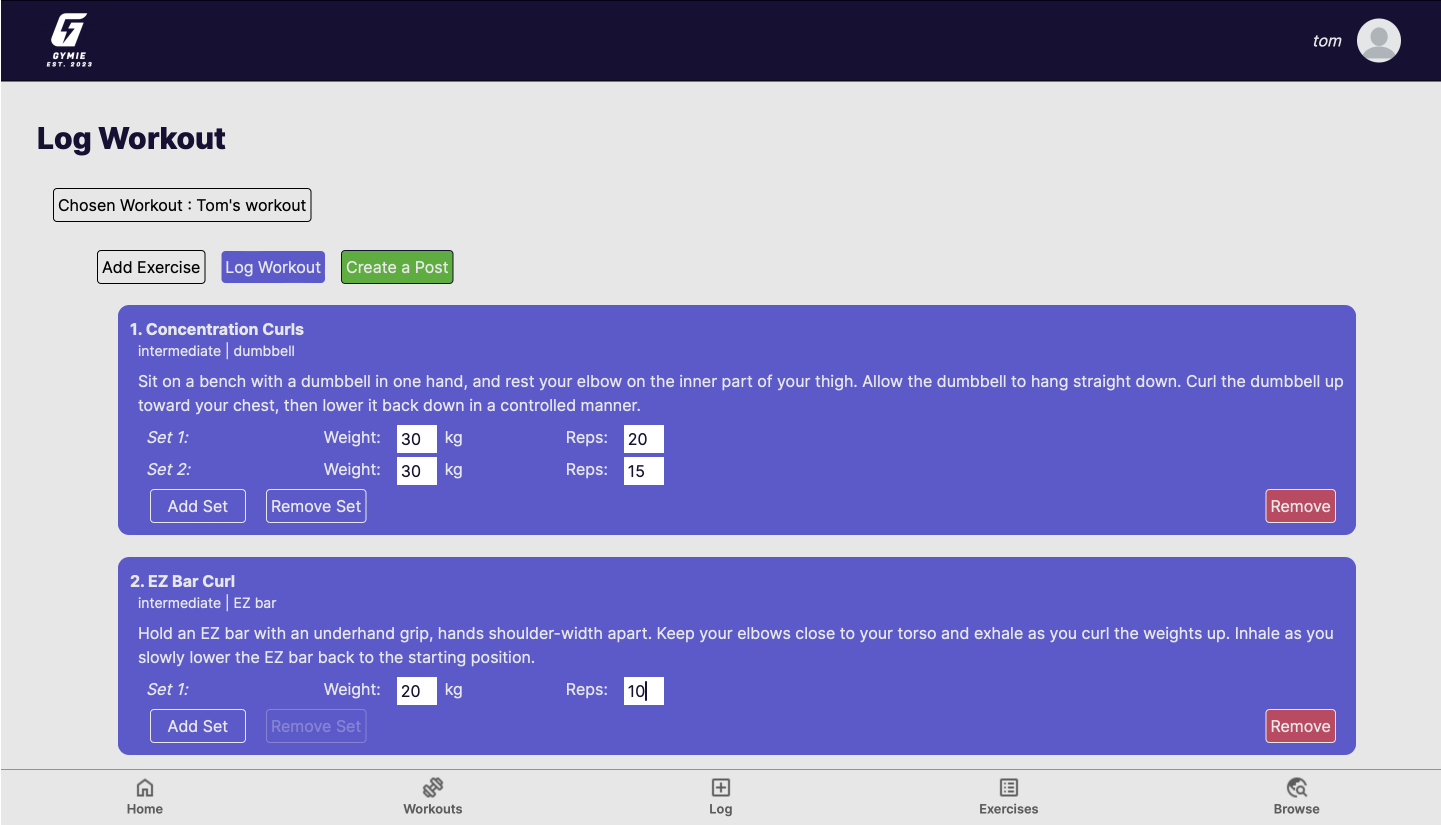 GYMIE
EST. 2023
tom
Log Workout
Chosen Workout : Tom's workout
Add Exercise Log Workout Create a Post
1. Concentration Curls
intermediate | dumbbell
Sit on a bench with a dumbbell in one hand, and rest your elbow on the inner part of your thigh. Allow the dumbbell to hang straight down. Curl the dumbbell up
toward your chest, then lower it back down in a controlled manner.
Set 1: Weight: 30 kg Reps: 20
Set 2: Weight: 30 kg Reps: 15
Add Set Remove Set Remove
2. EZ Bar Curl
intermediate | EZ bar
Hold an EZ bar with an underhand grip, hands shoulder-width apart. Keep your elbows close to your torso and exhale as you curl the weights up. Inhale as you
slowly lower the EZ bar back to the starting position.
Set 1: Weight: 20 kg Reps: 10
Add Set Remove Set Remove
Home Workouts Log Exercises Browse